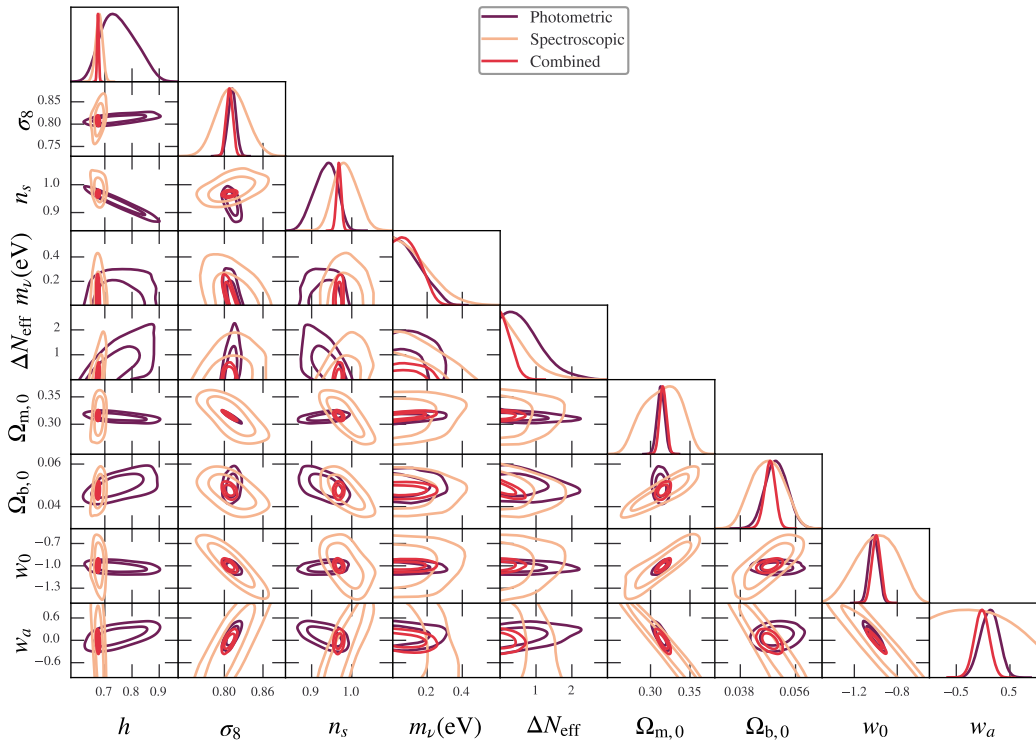 Photometric
Spectroscopic
Combined
σ8
0.85
0.80
0.75
ns
1.0
0.9
mν(eV)
0.4
0.2
ΔNeff
2
1
Ωm,0
0.35
0.30
Ωb,0
0.06
0.04
w0
−0.7
−1.0
−1.3
wa
0.6
0.0
−0.6
0.7 0.8 0.9 0.80 0.86 0.9 1.0 0.2 0.4 1 2 0.30 0.35 0.038 0.056 −1.2 −0.8 −0.5 0.5
h σ8 ns mν(eV) ΔNeff Ωm,0 Ωb,0 w0 wa